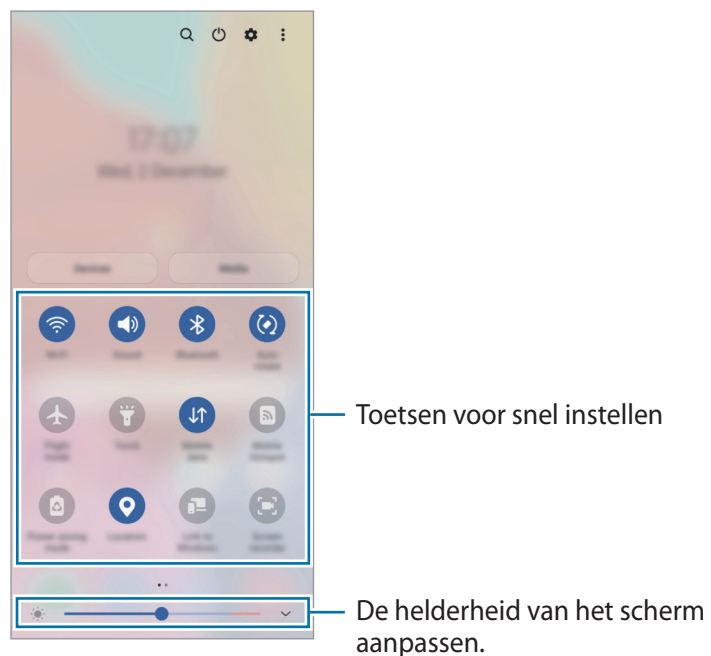 17:07
Wed, 2 December
Devices
Media
Wi-Fi
Sound
Bluetooth
Auto
rotate
Flight
mode
Torch
Mobile
data
Mobile
Hotspot
Power saving
mode
Location
Link to
Windows
Screen
recorder
Toetsen voor snel instellen
De helderheid van het scherm
aanpassen.